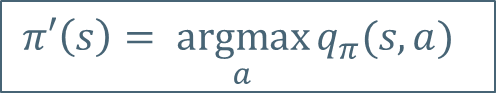 π′(s) = argmax q_π(s, a)
a